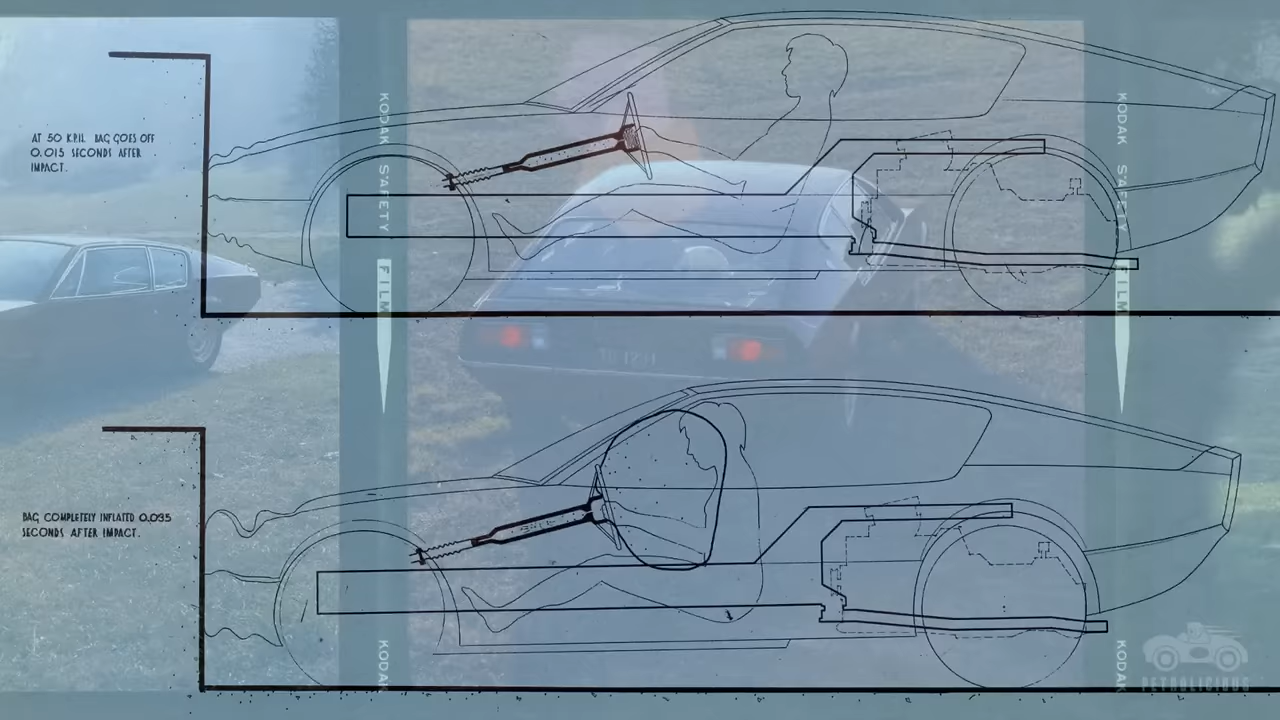 AT 50 K.P.H. BAG GOES OFF
0.015 SECONDS AFTER
IMPACT.
KODAK SAFETY
FILM
KODAK SAFETY
FILM
BAG COMPLETELY INFLATED 0.035
SECONDS AFTER IMPACT.
KODAK
KODAK
PETROLICIOUS